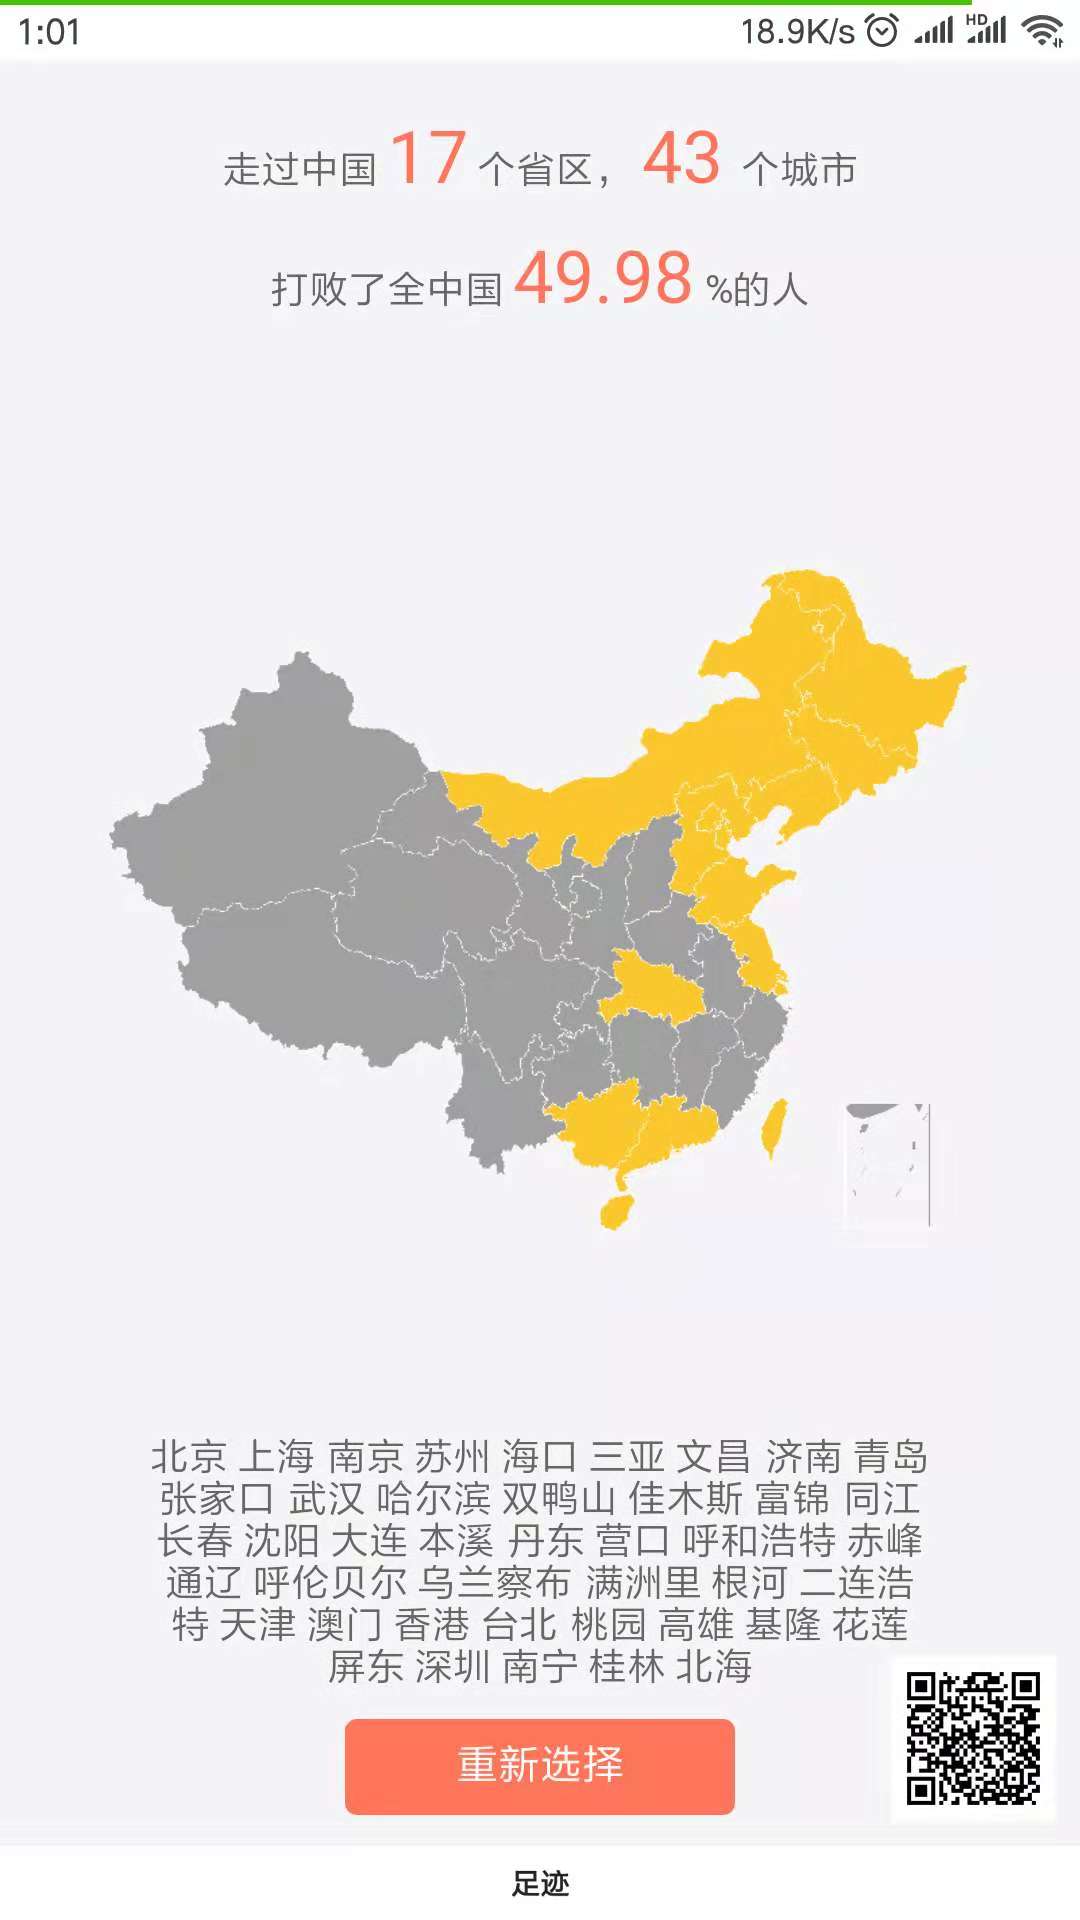 1:01 18.9K/s HD
走过中国 17 个省区， 43 个城市
打败了全中国 49.98 %的人
北京 上海 南京 苏州 海口 三亚 文昌 济南 青岛
张家口 武汉 哈尔滨 双鸭山 佳木斯 富锦 同江
长春 沈阳 大连 本溪 丹东 营口 呼和浩特 赤峰
通辽 呼伦贝尔 乌兰察布 满洲里 根河 二连浩
特 天津 澳门 香港 台北 桃园 高雄 基隆 花莲
屏东 深圳 南宁 桂林 北海
重新选择
足迹